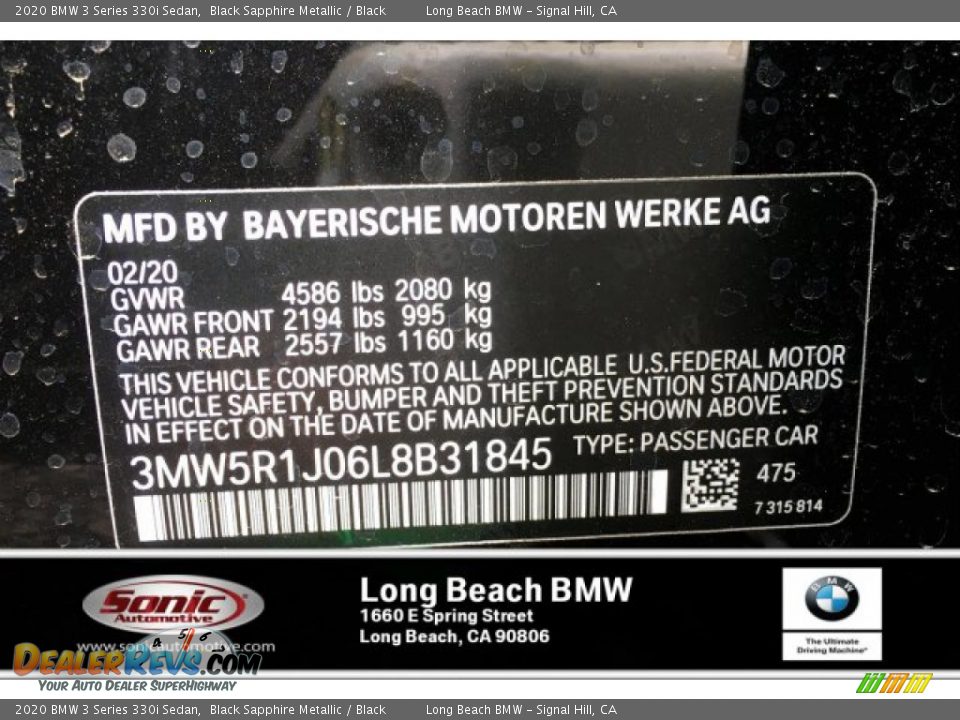 2020 BMW 3 Series 330i Sedan, Black Sapphire Metallic / Black Long Beach BMW - Signal Hill, CA
MFD BY BAYERISCHE MOTOREN WERKE AG
02/20
GVWR 4586 lbs 2080 kg
GAWR FRONT 2194 lbs 995 kg
GAWR REAR 2557 lbs 1160 kg
THIS VEHICLE CONFORMS TO ALL APPLICABLE U.S.FEDERAL MOTOR
VEHICLE SAFETY, BUMPER AND THEFT PREVENTION STANDARDS
IN EFFECT ON THE DATE OF MANUFACTURE SHOWN ABOVE.
3MW5R1J06L8B31845 TYPE: PASSENGER CAR
475
7 315 814
Sonic
Automotive
www.sonicautomotive.com
Long Beach BMW
1660 E Spring Street
Long Beach, CA 90806
BMW
The Ultimate
Driving Machine®
4 5 6
DEALERREVS.COM
YOUR AUTO DEALER SUPERHIGHWAY
2020 BMW 3 Series 330i Sedan, Black Sapphire Metallic / Black Long Beach BMW - Signal Hill, CA